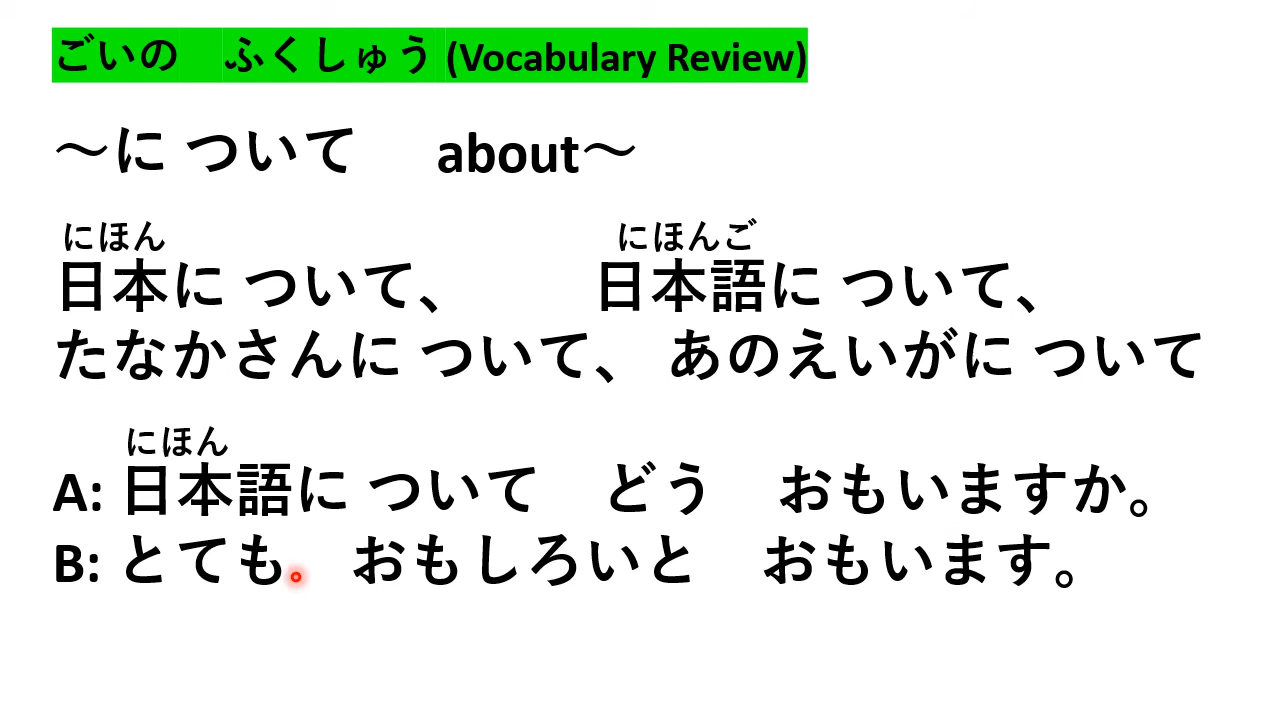 ごいの　ふくしゅう (Vocabulary Review)
～に ついて　about～
にほん　にほんご
日本に ついて、　日本語に ついて、
たなかさんに ついて、 あのえいがに ついて
にほん
A: 日本語に ついて　どう　おもいますか。
B: とても　おもしろいと　おもいます。